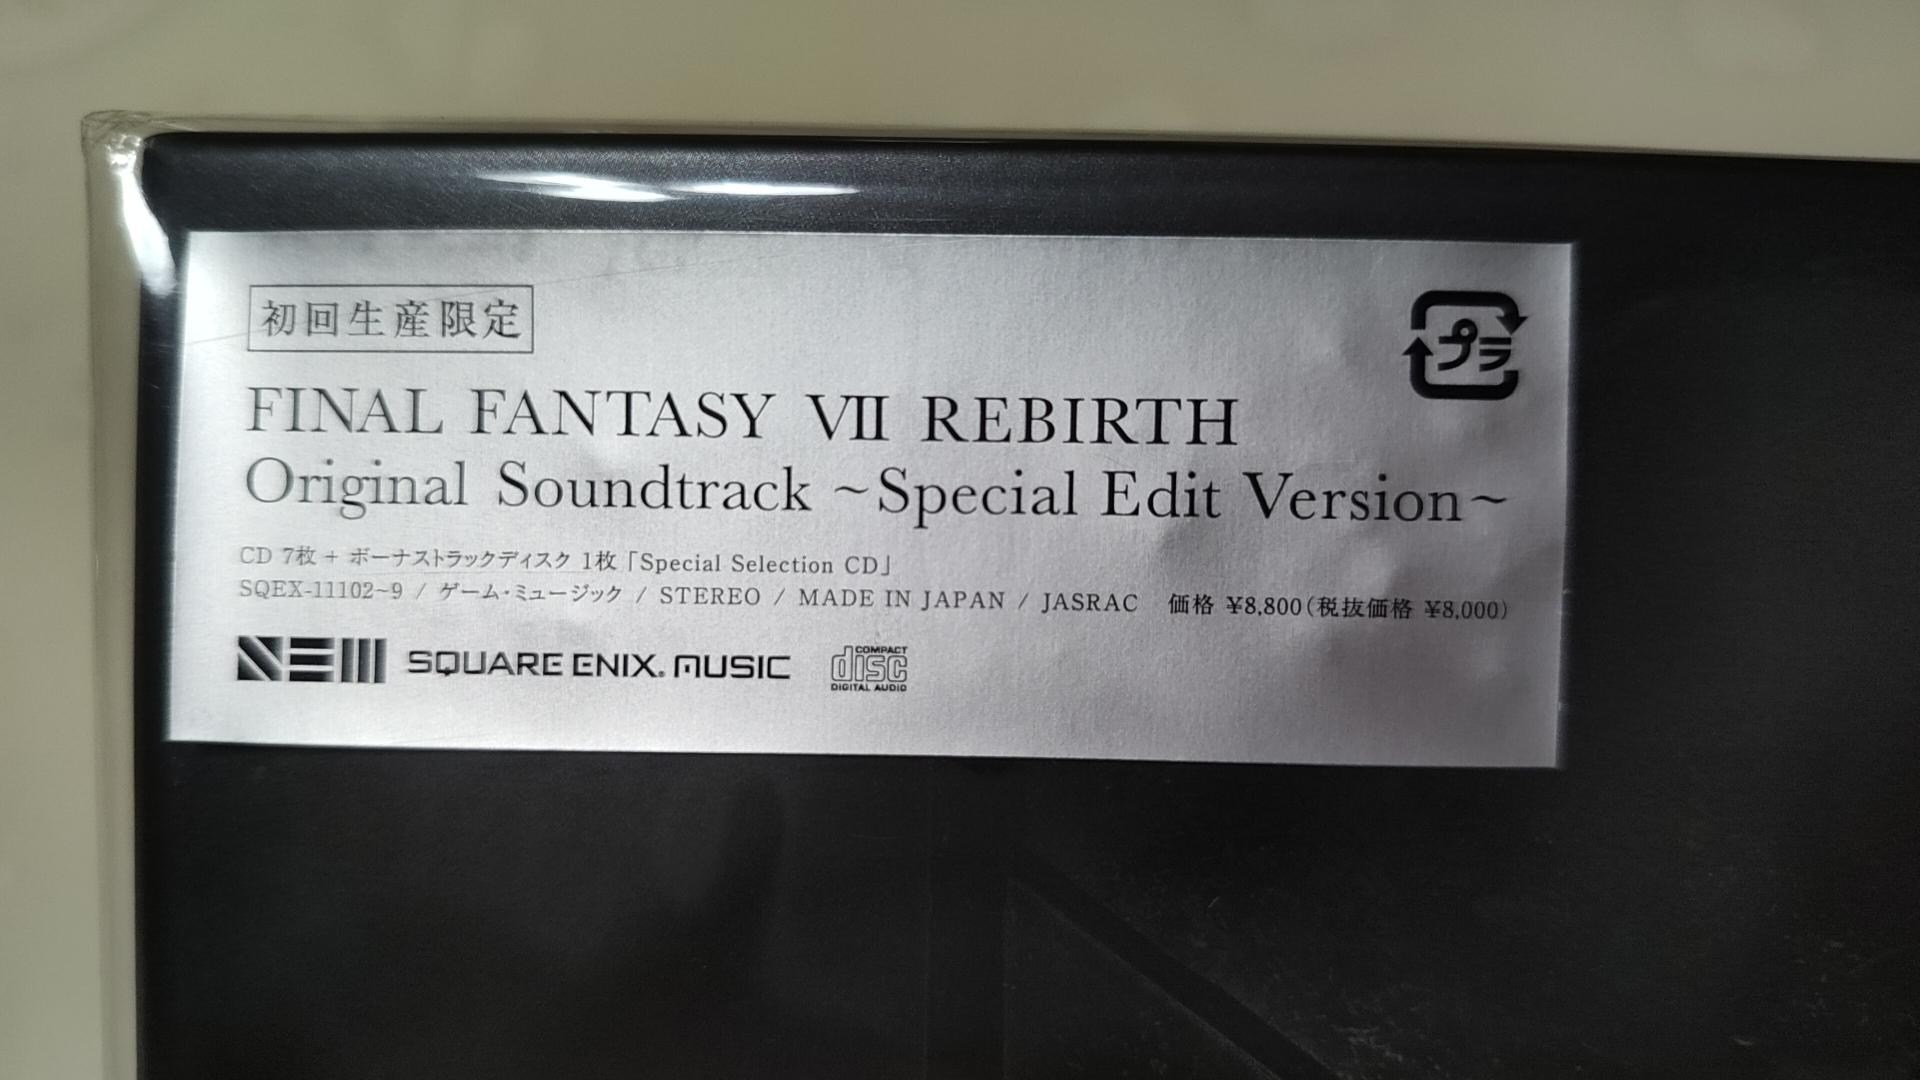 初回生産限定
プラ
FINAL FANTASY VII REBIRTH
Original Soundtrack ~Special Edit Version~
CD 7枚 + ボーナストラックディスク 1枚「Special Selection CD」
SQEX-11102~9 / ゲーム・ミュージック / STEREO / MADE IN JAPAN / JASRAC 価格 ¥8,800(税抜価格 ¥8,000)
SQUARE ENIX. MUSIC
COMPACT
disc
DIGITAL AUDIO